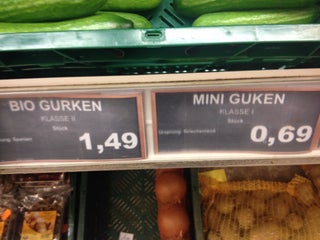 BIO GURKEN
KLASSE II
Stück
Ursprung: Spanien
1,49
MINI GUKEN
KLASSE I
Stück
Ursprung: Griechenland
0,69